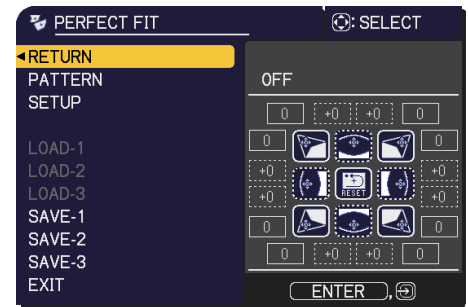 PERFECT FIT
: SELECT
RETURN
PATTERN
OFF
SETUP
0 +0 +0 0
LOAD-1
0 0
LOAD-2
+0 +0
RESET
LOAD-3
+0 +0
SAVE-1
0 0
SAVE-2
SAVE-3
0 +0 +0 0
EXIT
ENTER ,